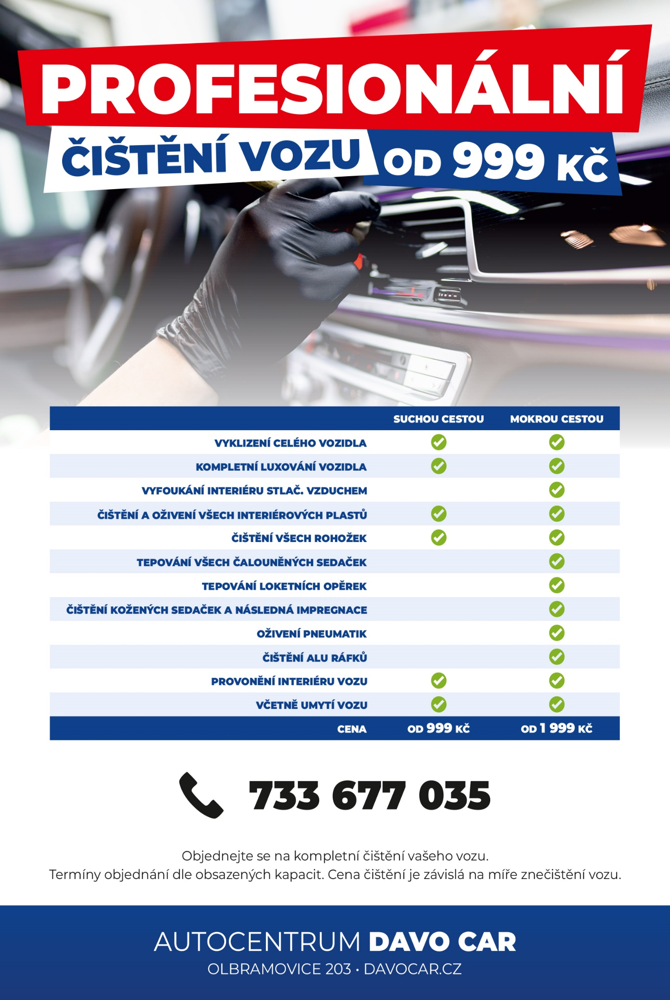 PROFESIONÁLNÍ
ČIŠTĚNÍ VOZU OD 999 KČ
SUCHOU CESTOU MOKROU CESTOU
VYKLIZENÍ CELÉHO VOZIDLA
KOMPLETNÍ LUXOVÁNÍ VOZIDLA
VYFOUKÁNÍ INTERIÉRU STLAČ. VZDUCHEM
ČIŠTĚNÍ A OŽIVENÍ VŠECH INTERIÉROVÝCH PLASTŮ
ČIŠTĚNÍ VŠECH ROHOŽEK
TEPOVÁNÍ VŠECH ČALOUNĚNÝCH SEDAČEK
TEPOVÁNÍ LOKETNÍCH OPĚREK
ČIŠTĚNÍ KOŽENÝCH SEDAČEK A NÁSLEDNÁ IMPREGNACE
OŽIVENÍ PNEUMATIK
ČIŠTĚNÍ ALU RÁFKŮ
PROVONĚNÍ INTERIÉRU VOZU
VČETNĚ UMYTÍ VOZU
CENA OD 999 KČ OD 1 999 KČ
733 677 035
Objednejte se na kompletní čištění vašeho vozu.
Termíny objednání dle obsazených kapacit. Cena čištění je závislá na míře znečištění vozu.
AUTOCENTRUM DAVO CAR
OLBRAMOVICE 203 • DAVOCAR.CZ